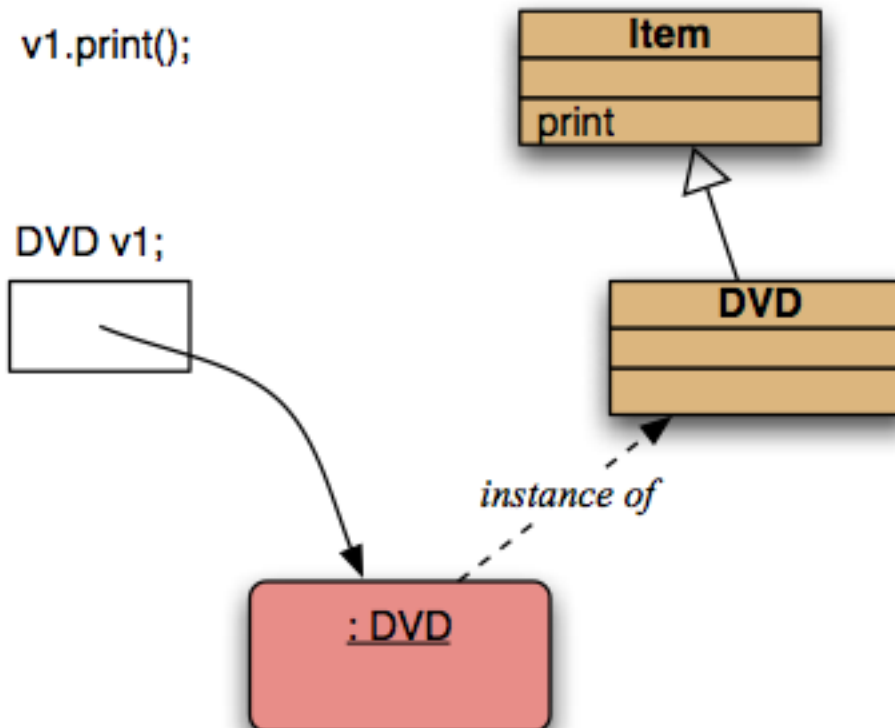 v1.print();
Item
print
DVD v1;
DVD
instance of
: DVD